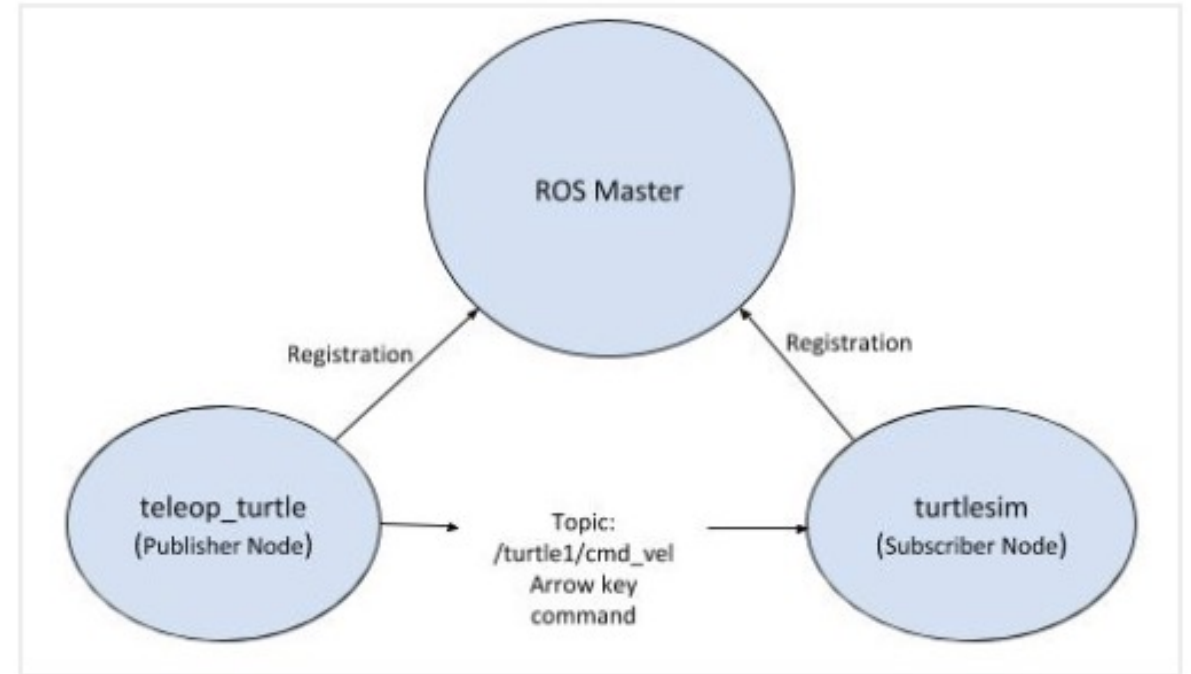 ROS Master
Registration
Registration
teleop_turtle
(Publisher Node)
Topic:
/turtle1/cmd_vel
Arrow key
command
turtlesim
(Subscriber Node)